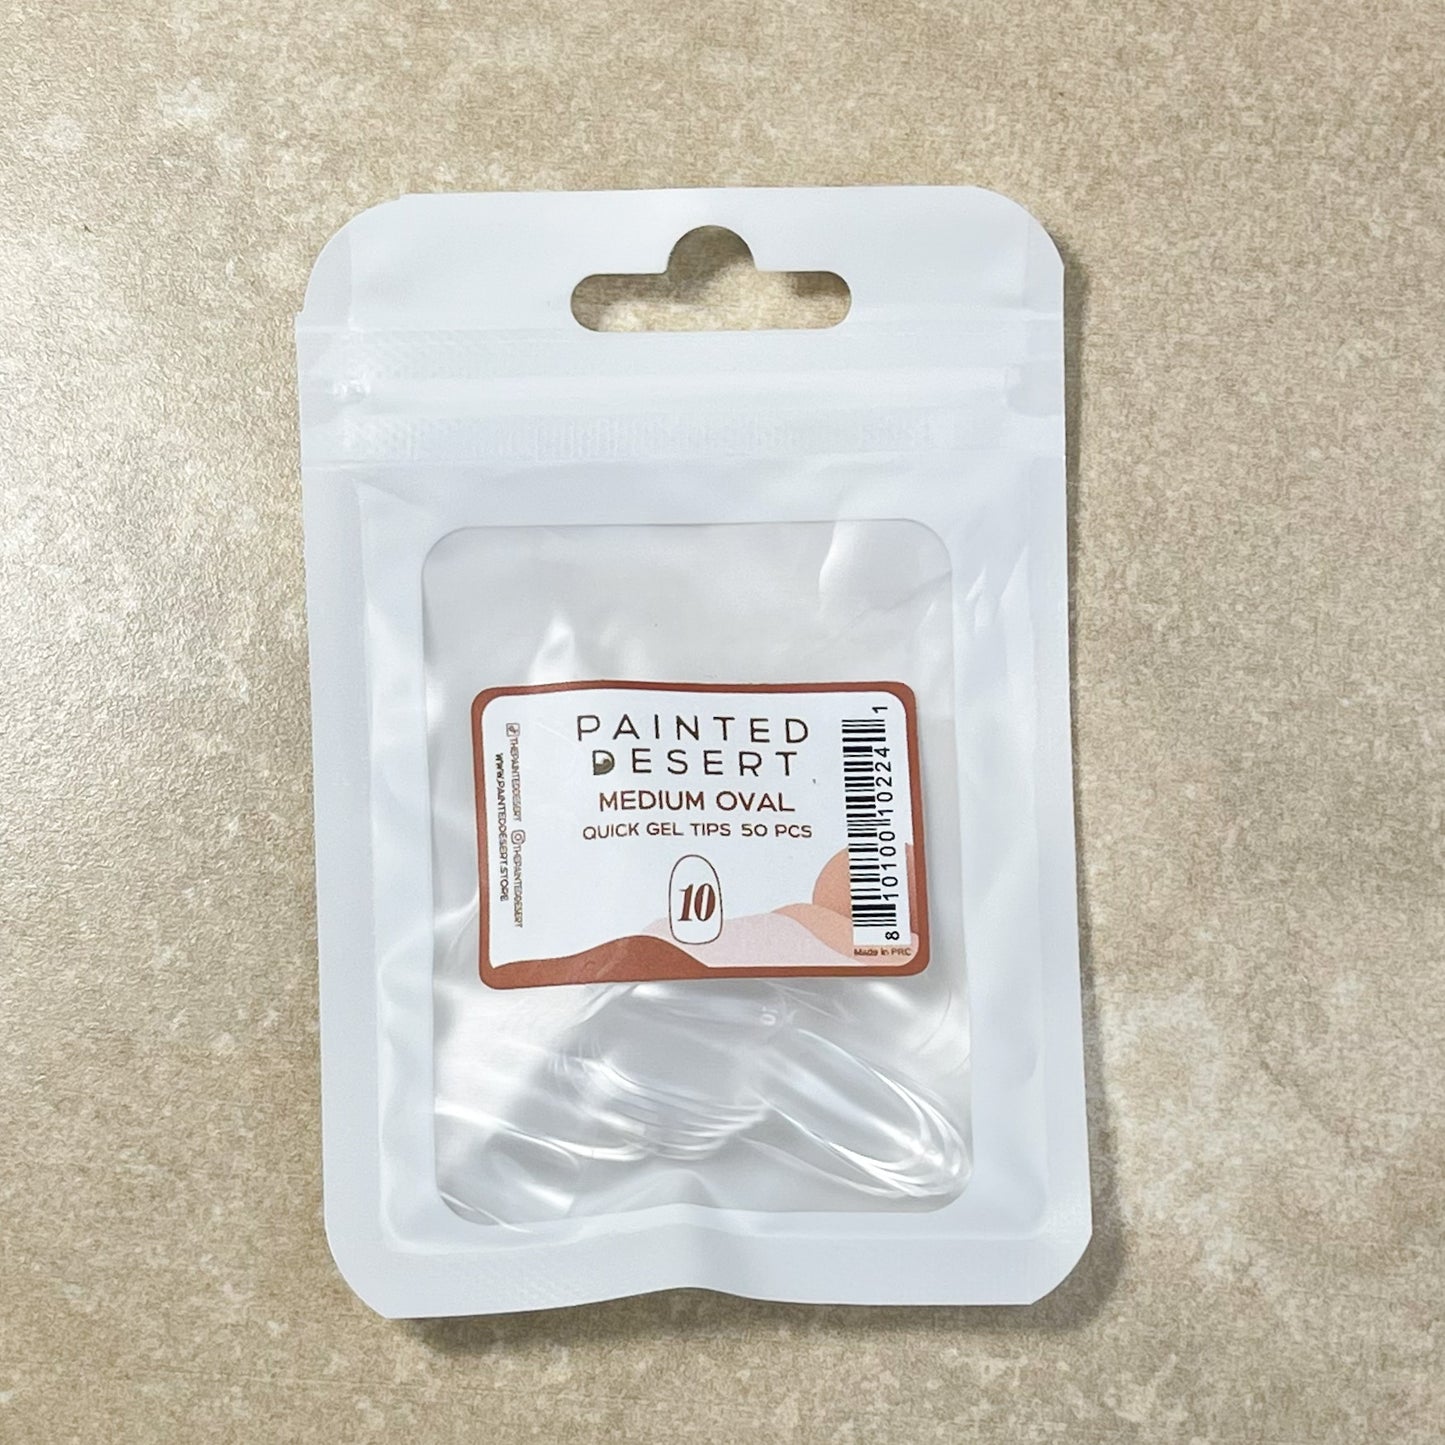 PAINTED
DESERT
MEDIUM OVAL
QUICK GEL TIPS 50 PCS
10
THEPAINTEDDESERT THEPAINTEDDESERT
WWW.PAINTEDDESERT.STORE
8 10100 10224 1
Made in PRC